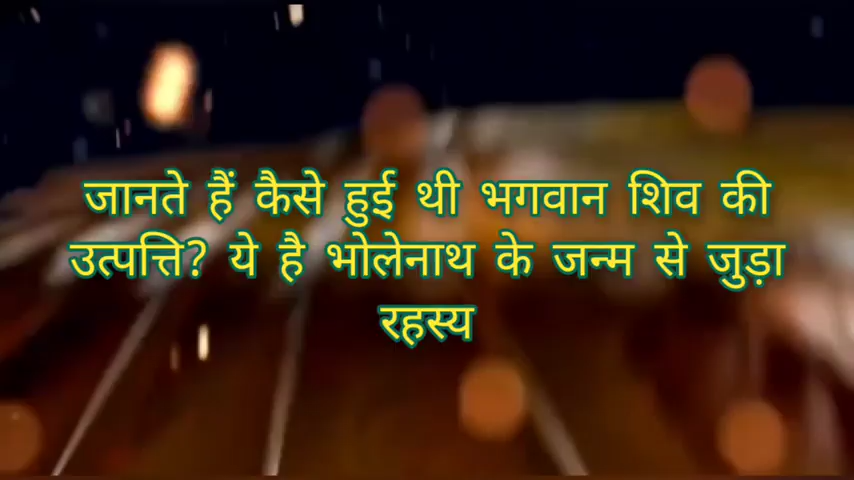 जानते हैं कैसे हुई थी भगवान शिव की
उत्पत्ति? ये है भोलेनाथ के जन्म से जुड़ा
रहस्य